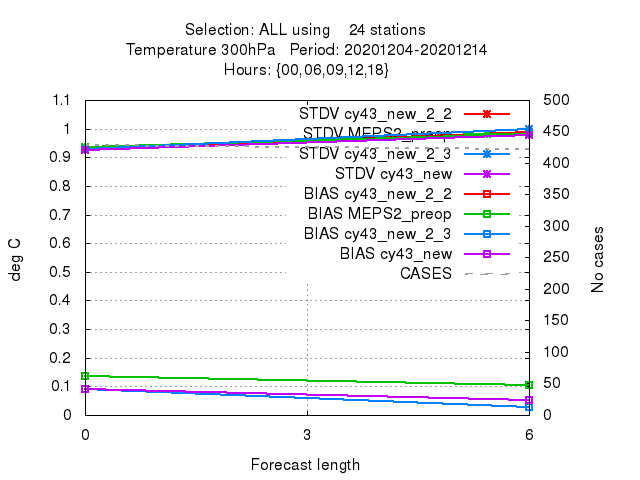 Selection: ALL using 24 stations
Temperature 300hPa Period: 20201204-20201214
Hours: {00,06,09,12,18}
1.1
1
0.9
0.8
0.7
0.6
0.5
0.4
0.3
0.2
0.1
0
500
450
400
350
300
250
200
150
100
50
0
STDV cy43_new_2_2
STDV MEPS2_preop
STDV cy43_new_2_3
STDV cy43_new
BIAS cy43_new_2_2
BIAS MEPS2_preop
BIAS cy43_new_2_3
BIAS cy43_new
CASES
deg C
No cases
0
3
6
Forecast length